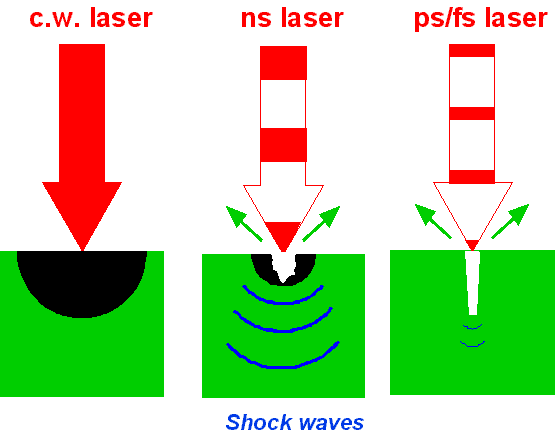 c.w. laser
ns laser
ps/fs laser
Shock waves